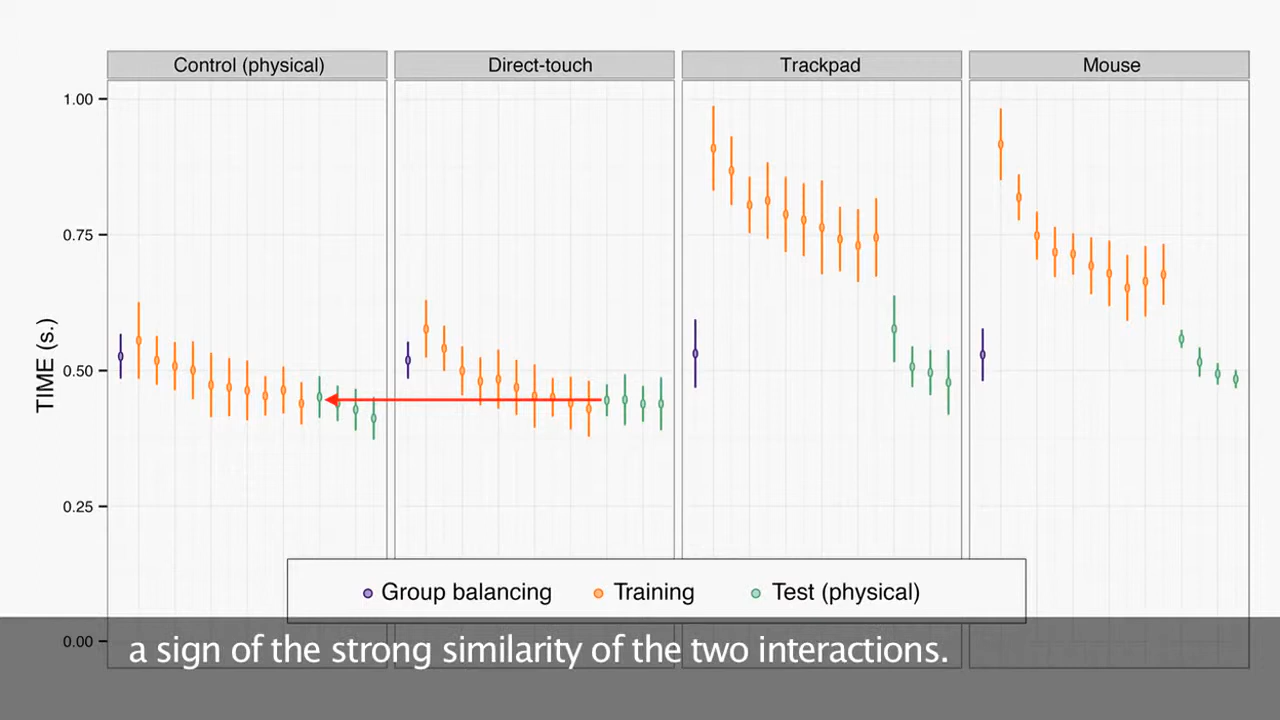 Control (physical)
Direct-touch
Trackpad
Mouse
1.00
0.75
0.50
0.25
0.00
TIME (s.)
Group balancing
Training
Test (physical)
a sign of the strong similarity of the two interactions.